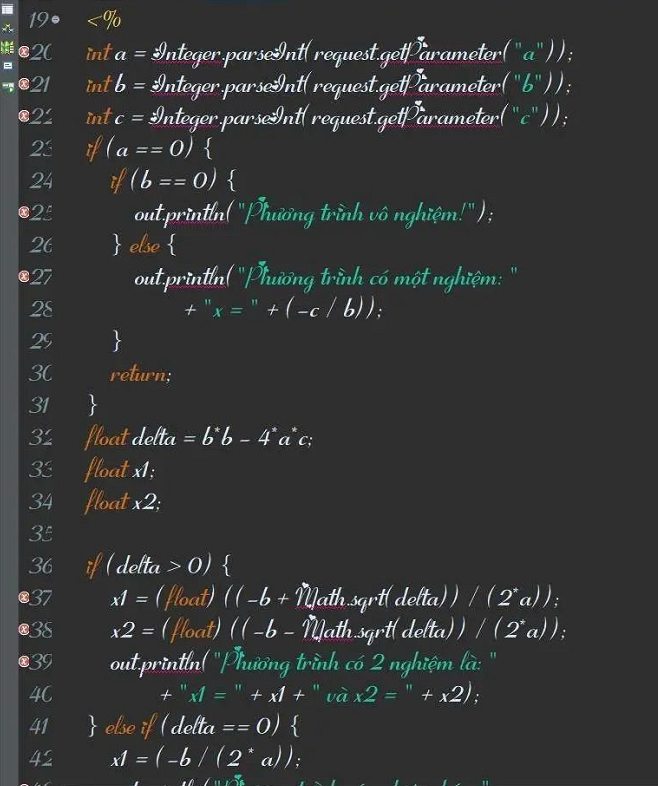 19 <%
20 int a = Integer.parseInt(request.getParameter("a"));
21 int b = Integer.parseInt(request.getParameter("b"));
22 int c = Integer.parseInt(request.getParameter("c"));
23 if (a == 0) {
24 if (b == 0) {
25 out.println("Phương trình vô nghiệm!");
26 } else {
27 out.println("Phương trình có một nghiệm: "
28 + "x = " + (-c / b));
29 }
30 return;
31 }
32 float delta = b*b - 4*a*c;
33 float x1;
34 float x2;
35
36 if (delta > 0) {
37 x1 = (float) ((-b + Math.sqrt(delta)) / (2*a));
38 x2 = (float) ((-b - Math.sqrt(delta)) / (2*a));
39 out.println("Phương trình có 2 nghiệm là: "
40 + "x1 = " + x1 + " và x2 = " + x2);
41 } else if (delta == 0) {
42 x1 = (-b / (2 * a));